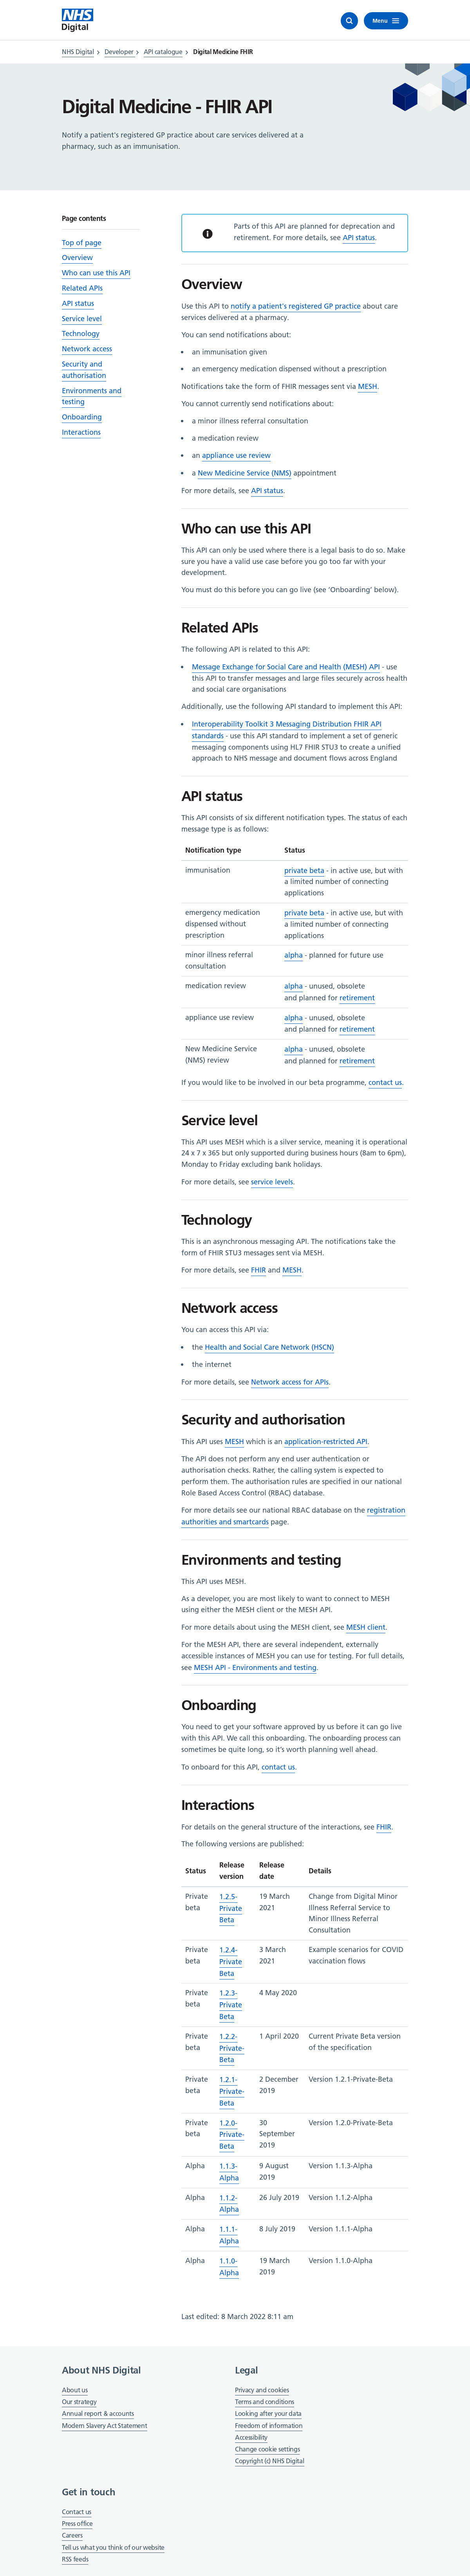 NHS
Digital
Menu
NHS Digital > Developer > API catalogue > Digital Medicine FHIR
Digital Medicine - FHIR API
Notify a patient's registered GP practice about care services delivered at a
pharmacy, such as an immunisation.
Page contents
Top of page
Overview
Who can use this API
Related APIs
API status
Service level
Technology
Network access
Security and
authorisation
Environments and
testing
Onboarding
Interactions
Parts of this API are planned for deprecation and
retirement. For more details, see API status.
Overview
Use this API to notify a patient's registered GP practice about care
services delivered at a pharmacy.
You can send notifications about:
• an immunisation given
• an emergency medication dispensed without a prescription
Notifications take the form of FHIR messages sent via MESH.
You cannot currently send notifications about:
• a minor illness referral consultation
• a medication review
• an appliance use review
• a New Medicine Service (NMS) appointment
For more details, see API status.
Who can use this API
This API can only be used where there is a legal basis to do so. Make
sure you have a valid use case before you go too far with your
development.
You must do this before you can go live (see 'Onboarding' below).
Related APIs
The following API is related to this API:
• Message Exchange for Social Care and Health (MESH) API - use
this API to transfer messages and large files securely across health
and social care organisations
Additionally, use the following API standard to implement this API:
• Interoperability Toolkit 3 Messaging Distribution FHIR API
standards - use this API standard to implement a set of generic
messaging components using HL7 FHIR STU3 to create a unified
approach to NHS message and document flows across England
API status
This API consists of six different notification types. The status of each
message type is as follows:
Notification type Status
immunisation private beta - in active use, but with
a limited number of connecting
applications
emergency medication
dispensed without
prescription
private beta - in active use, but with
a limited number of connecting
applications
minor illness referral
consultation
alpha - planned for future use
medication review alpha - unused, obsolete
and planned for retirement
appliance use review alpha - unused, obsolete
and planned for retirement
New Medicine Service
(NMS) review
alpha - unused, obsolete
and planned for retirement
If you would like to be involved in our beta programme, contact us.
Service level
This API uses MESH which is a silver service, meaning it is operational
24 x 7 x 365 but only supported during business hours (8am to 6pm),
Monday to Friday excluding bank holidays.
For more details, see service levels.
Technology
This is an asynchronous messaging API. The notifications take the
form of FHIR STU3 messages sent via MESH.
For more details, see FHIR and MESH.
Network access
You can access this API via:
• the Health and Social Care Network (HSCN)
• the internet
For more details, see Network access for APIs.
Security and authorisation
This API uses MESH which is an application-restricted API.
The API does not perform any end user authentication or
authorisation checks. Rather, the calling system is expected to
perform them. The authorisation rules are specified in our national
Role Based Access Control (RBAC) database.
For more details see our national RBAC database on the registration
authorities and smartcards page.
Environments and testing
This API uses MESH.
As a developer, you are most likely to want to connect to MESH
using either the MESH client or the MESH API.
For more details about using the MESH client, see MESH client.
For the MESH API, there are several independent, externally
accessible instances of MESH you can use for testing. For full details,
see MESH API - Environments and testing.
Onboarding
You need to get your software approved by us before it can go live
with this API. We call this onboarding. The onboarding process can
sometimes be quite long, so it's worth planning well ahead.
To onboard for this API, contact us.
Interactions
For details on the general structure of the interactions, see FHIR.
The following versions are published:
Status Release
version Release
date Details
Private
beta 1.2.5-
Private
Beta 19 March
2021 Change from Digital Minor
Illness Referral Service to
Minor Illness Referral
Consultation
Private
beta 1.2.4-
Private
Beta 3 March
2021 Example scenarios for COVID
vaccination flows
Private
beta 1.2.3-
Private
Beta 4 May 2020
Private
beta 1.2.2-
Private-
Beta 1 April 2020 Current Private Beta version
of the specification
Private
beta 1.2.1-
Private-
Beta 2 December
2019 Version 1.2.1-Private-Beta
Private
beta 1.2.0-
Private-
Beta 30
September
2019 Version 1.2.0-Private-Beta
Alpha 1.1.3-
Alpha 9 August
2019 Version 1.1.3-Alpha
Alpha 1.1.2-
Alpha 26 July 2019 Version 1.1.2-Alpha
Alpha 1.1.1-
Alpha 8 July 2019 Version 1.1.1-Alpha
Alpha 1.1.0-
Alpha 19 March
2019 Version 1.1.0-Alpha
Last edited: 8 March 2022 8:11 am
About NHS Digital
About us
Our strategy
Annual report & accounts
Modern Slavery Act Statement
Legal
Privacy and cookies
Terms and conditions
Looking after your data
Freedom of information
Accessibility
Change cookie settings
Copyright (c) NHS Digital
Get in touch
Contact us
Press office
Careers
Tell us what you think of our website
RSS feeds